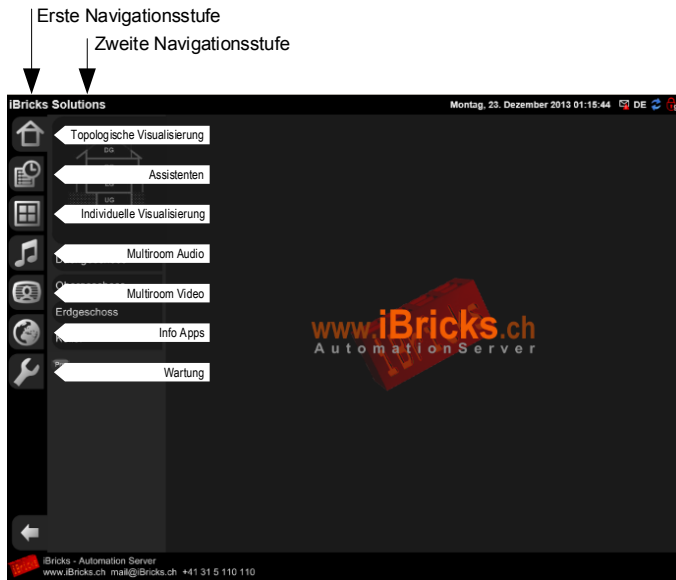 Erste Navigationsstufe
Zweite Navigationsstufe
iBricks Solutions
Montag, 23. Dezember 2013 01:15:44 DE
Topologische Visualisierung
DG
Assistenten
UG
Individuelle Visualisierung
Multiroom Audio
Multiroom Video
Erdgeschoss
Info Apps
Wartung
www.iBricks.ch
AutomationServer
iBricks - Automation Server
www.iBricks.ch mail@iBricks.ch +41 31 5 110 110